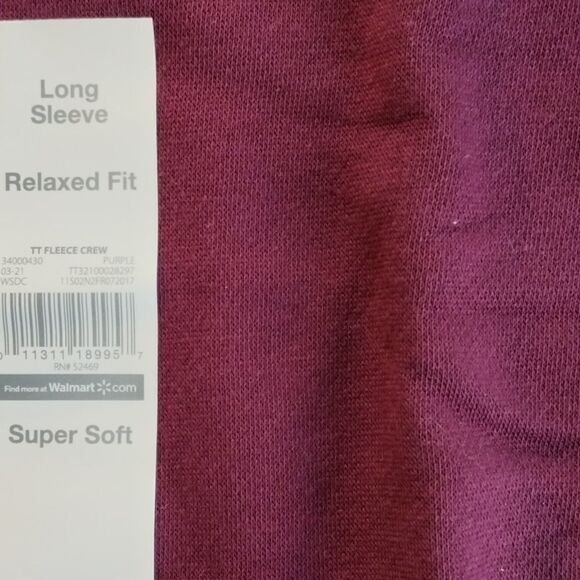 Long
Sleeve
Relaxed Fit
TT FLEECE CREW
34000430 PURPLE
03-21 TT32100028297
WSDC 11502N2FR072017
0 11311 18995 7
RN# 52469
Find more at Walmart.com
Super Soft